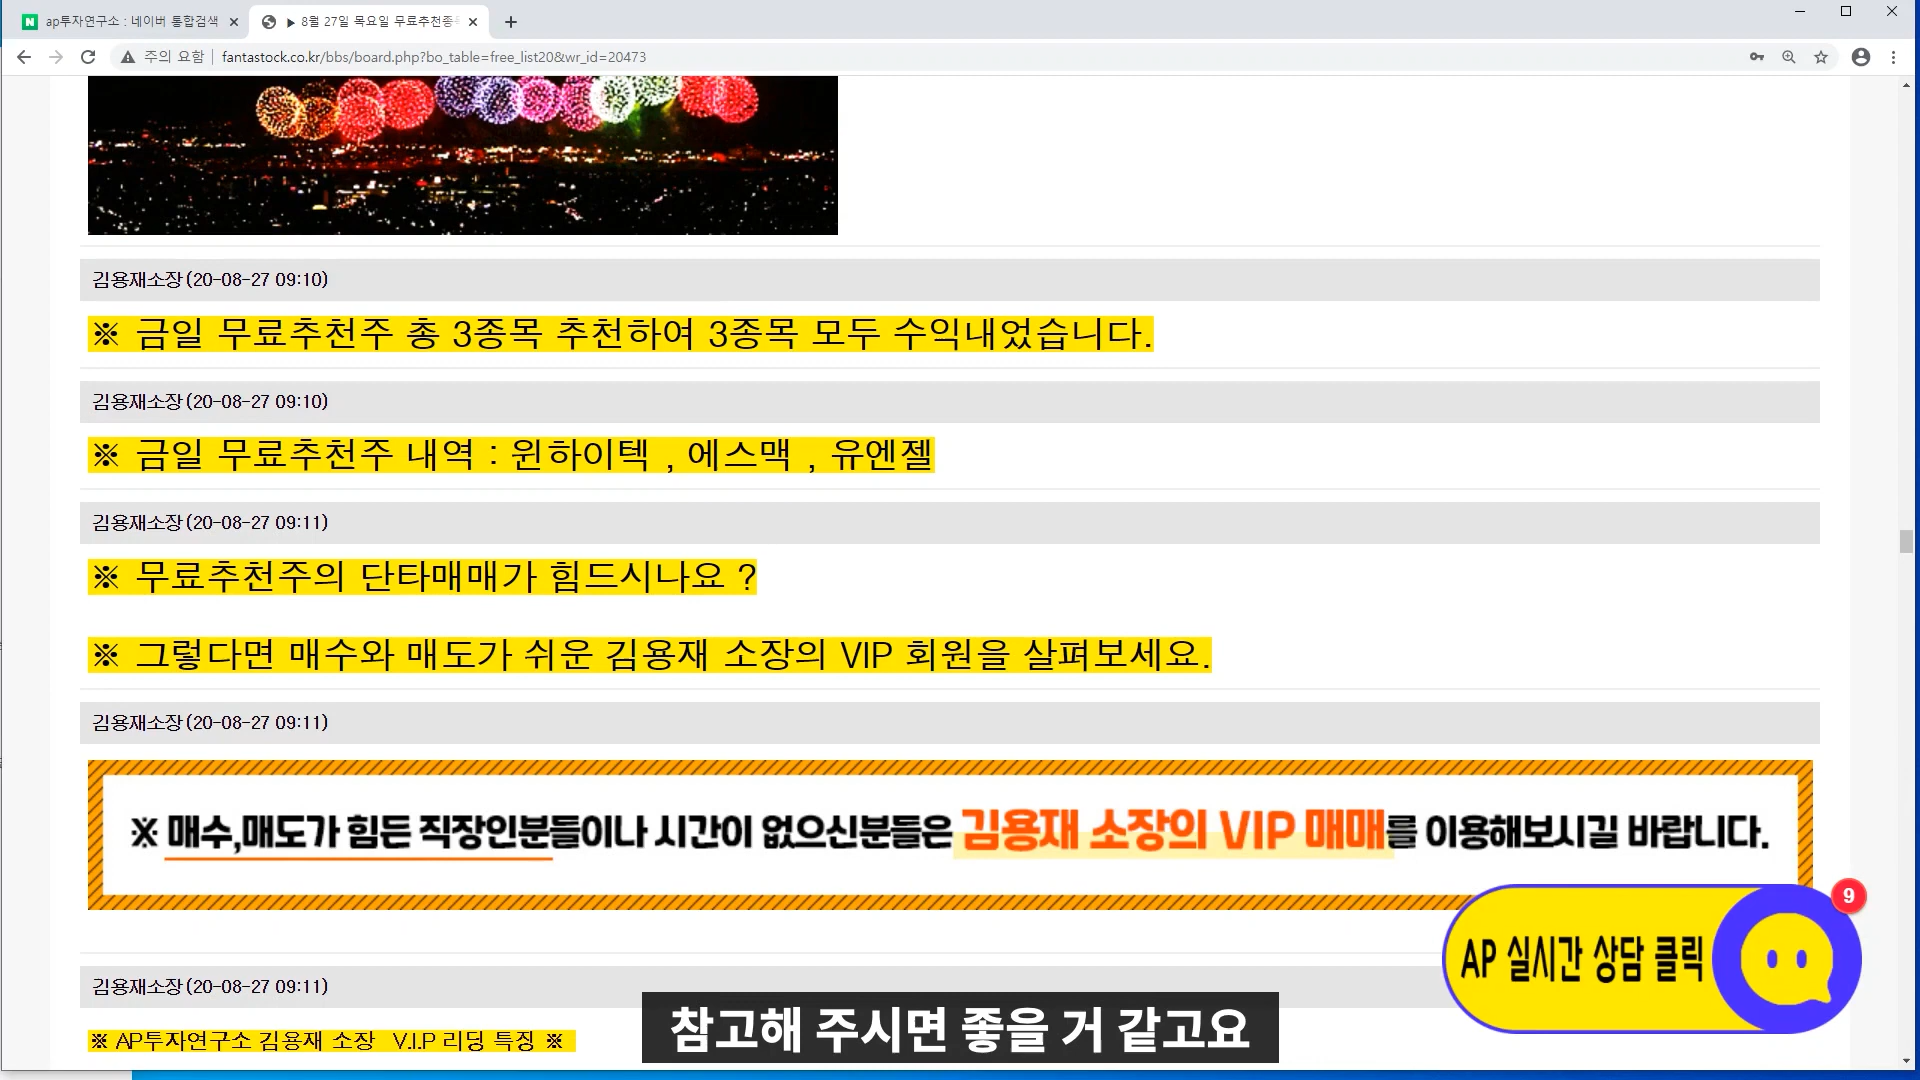 ap투자연구소 : 네이버 통합검색
▶ 8월 27일 목요일 무료추천종
주의 요함
fantastock.co.kr/bbs/board.php?bo_table=free_list20&wr_id=20473
김용재소장(20-08-27 09:10)
※ 금일 무료추천주 총 3종목 추천하여 3종목 모두 수익내었습니다.
김용재소장(20-08-27 09:10)
※ 금일 무료추천주 내역 : 윈하이텍 , 에스맥 , 유엔젤
김용재소장(20-08-27 09:11)
※ 무료추천주의 단타매매가 힘드시나요 ?
※ 그렇다면 매수와 매도가 쉬운 김용재 소장의 VIP 회원을 살펴보세요.
김용재소장(20-08-27 09:11)
※ 매수,매도가 힘든 직장인분들이나 시간이 없으신분들은 김용재 소장의 VIP 매매를 이용해보시길 바랍니다.
9
AP 실시간 상담 클릭
김용재소장(20-08-27 09:11)
※ AP투자연구소 김용재 소장 V.I.P 리딩 특징 ※
참고해 주시면 좋을 거 같고요